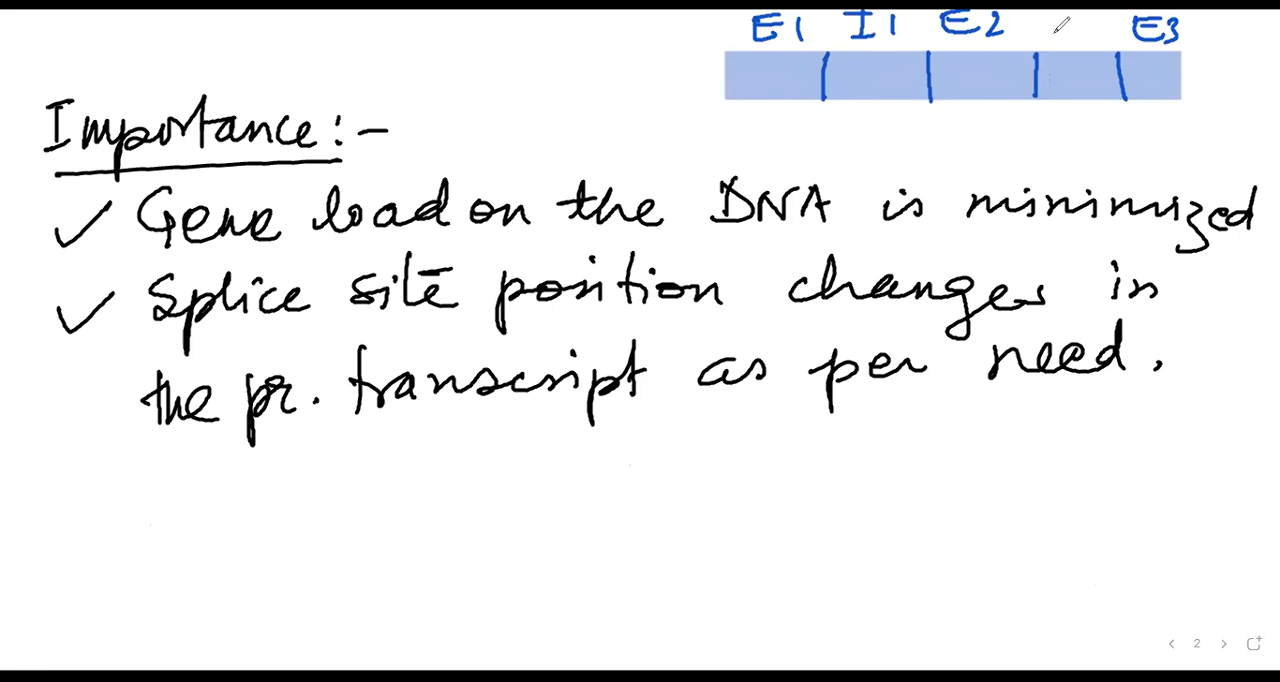 E1 I1 E2 E3
Importance:-
✓ Gene load on the DNA is minimized
✓ Splice site position changes in
the pr. transcript as per need.
2